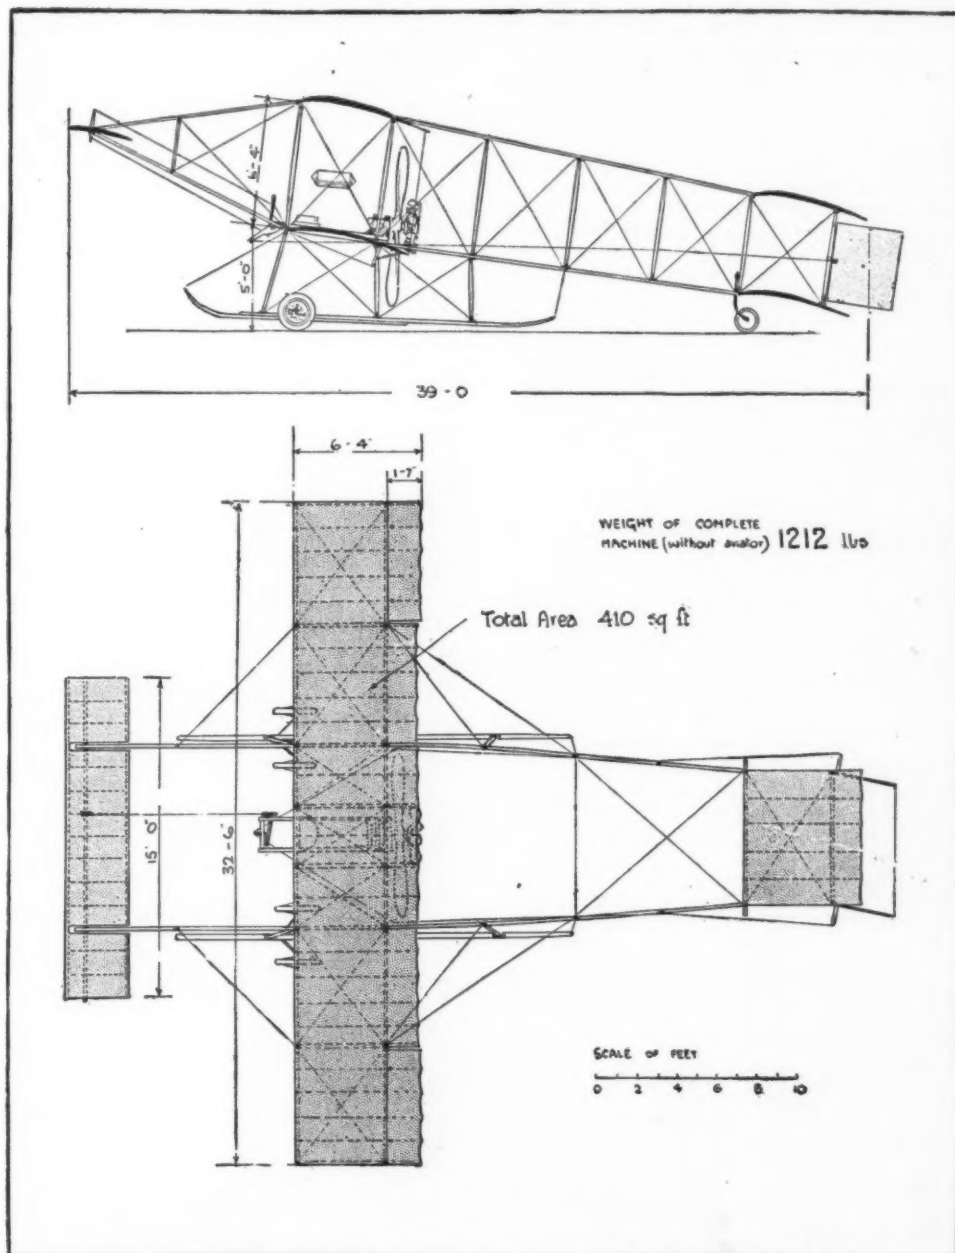 6'-4"
5'-0"
39-0
6-4"
1-7"
WEIGHT OF COMPLETE
MACHINE (without aviator) 1212 lbs
Total Area 410 sq ft
15' 0"
32-6"
SCALE OF FEET
0 2 4 6 8 10